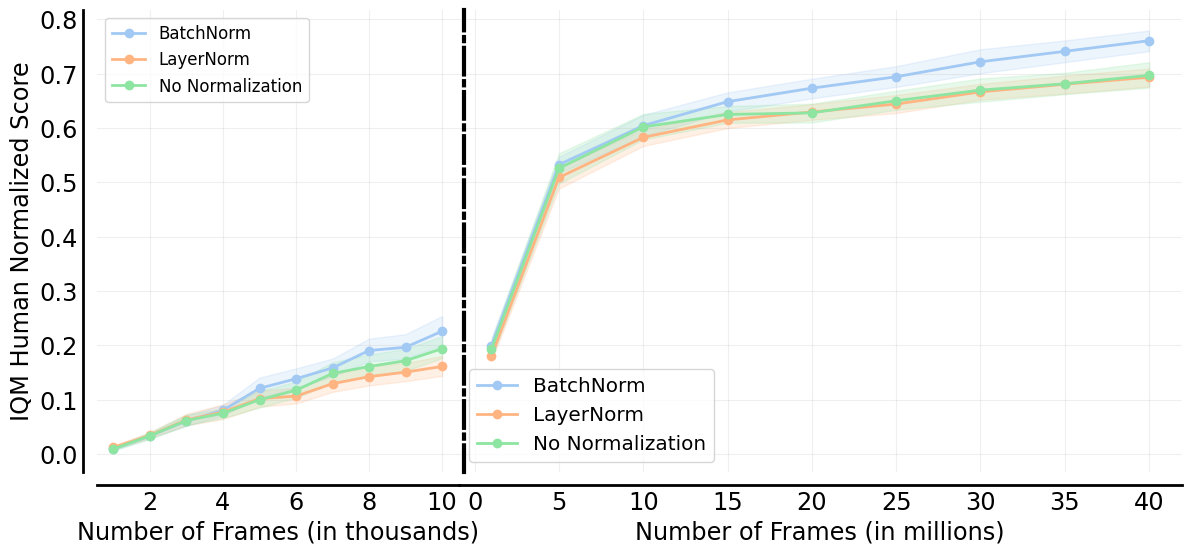 IQM Human Normalized Score
0.8
0.7
0.6
0.5
0.4
0.3
0.2
0.1
0.0
BatchNorm
LayerNorm
No Normalization
2 4 6 8 10
Number of Frames (in thousands)
BatchNorm
LayerNorm
No Normalization
0 5 10 15 20 25 30 35 40
Number of Frames (in millions)